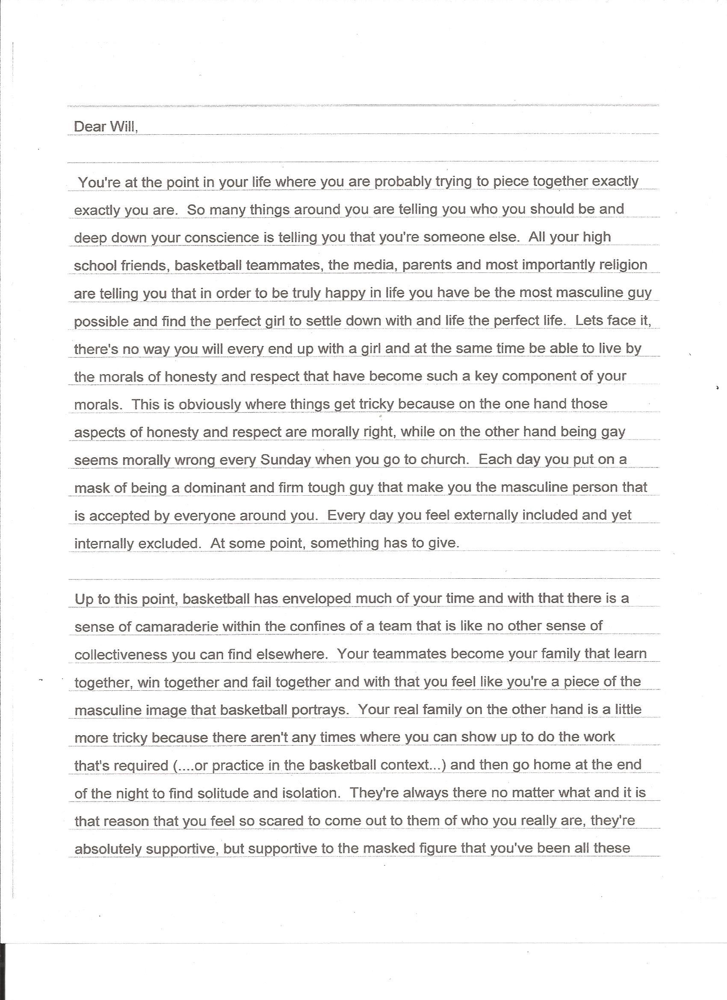 Dear Will,
You're at the point in your life where you are probably trying to piece together exactly
exactly you are.  So many things around you are telling you who you should be and
deep down your conscience is telling you that you're someone else.  All your high
school friends, basketball teammates, the media, parents and most importantly religion
are telling you that in order to be truly happy in life you have be the most masculine guy
possible and find the perfect girl to settle down with and life the perfect life.  Lets face it,
there's no way you will every end up with a girl and at the same time be able to live by
the morals of honesty and respect that have become such a key component of your
morals.  This is obviously where things get tricky because on the one hand those
aspects of honesty and respect are morally right, while on the other hand being gay
seems morally wrong every Sunday when you go to church.  Each day you put on a
mask of being a dominant and firm tough guy that make you the masculine person that
is accepted by everyone around you.  Every day you feel externally included and yet
internally excluded.  At some point, something has to give.
Up to this point, basketball has enveloped much of your time and with that there is a
sense of camaraderie within the confines of a team that is like no other sense of
collectiveness you can find elsewhere.  Your teammates become your family that learn
together, win together and fail together and with that you feel like you're a piece of the
masculine image that basketball portrays.  Your real family on the other hand is a little
more tricky because there aren't any times where you can show up to do the work
that's required (....or practice in the basketball context...) and then go home at the end
of the night to find solitude and isolation.  They're always there no matter what and it is
that reason that you feel so scared to come out to them of who you really are, they're
absolutely supportive, but supportive to the masked figure that you've been all these